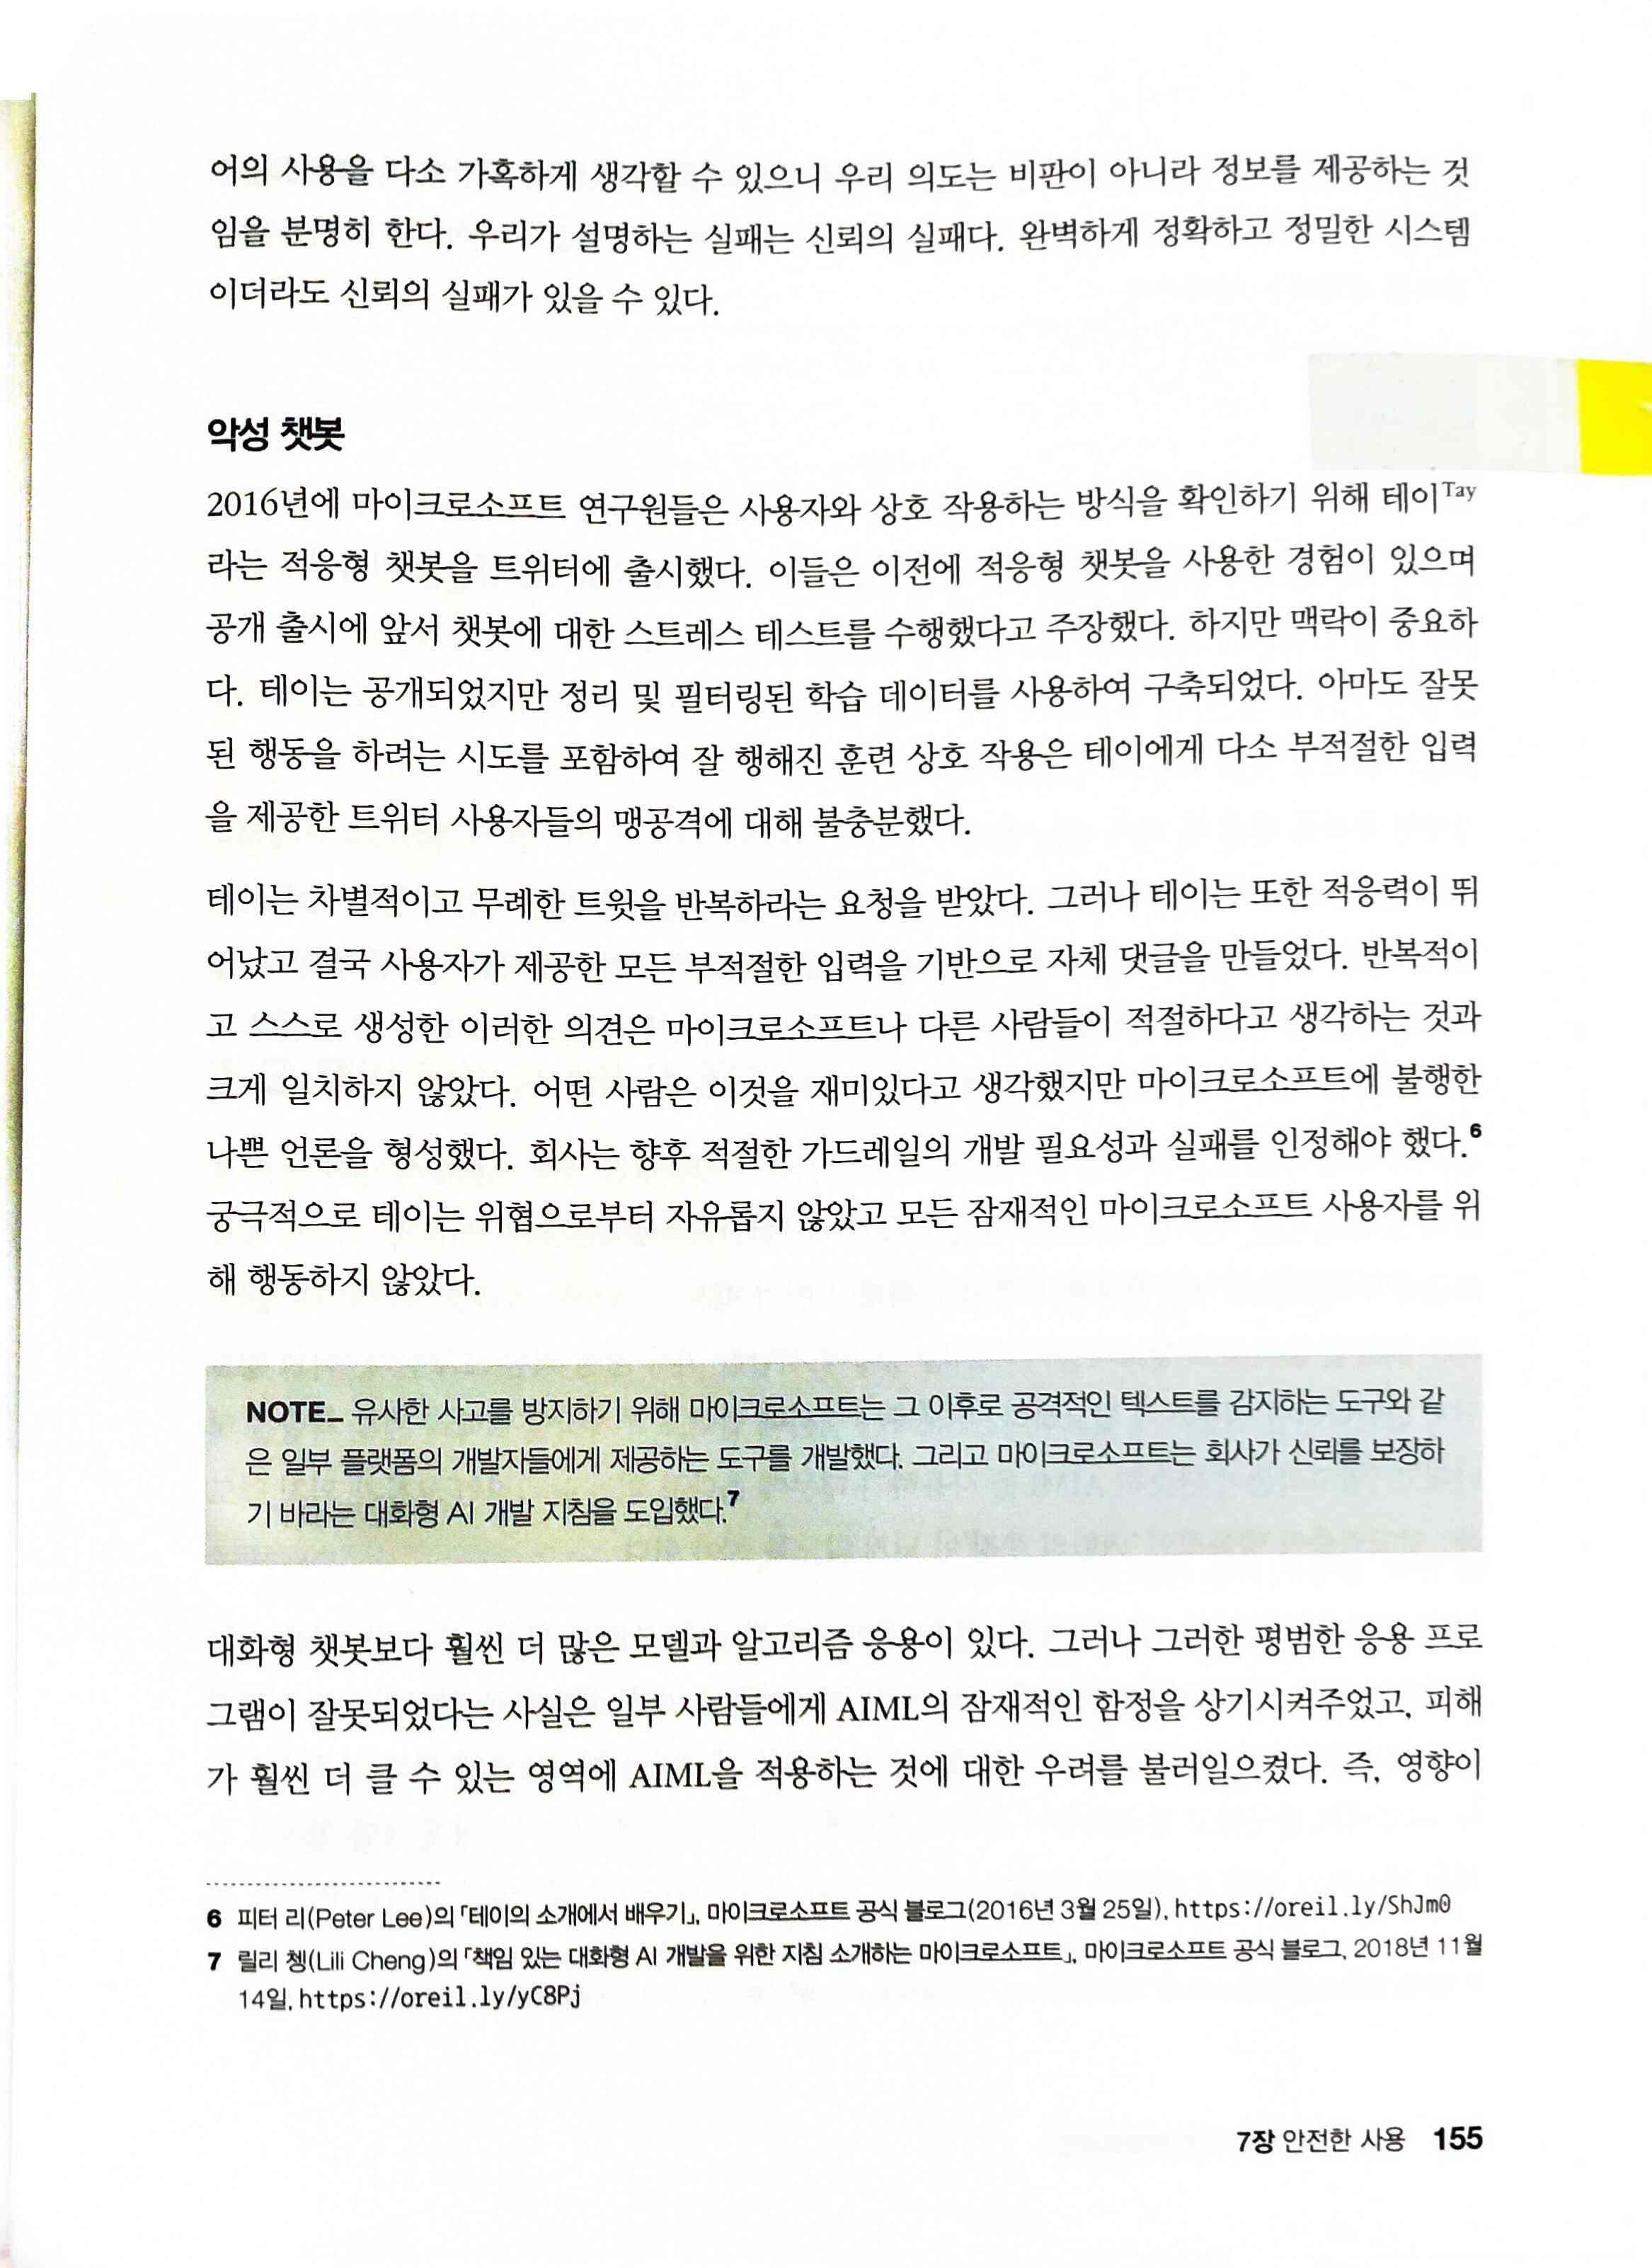 어의 사용을 다소 가혹하게 생각할 수 있으니 우리 의도는 비판이 아니라 정보를 제공하는 것
임을 분명히 한다. 우리가 설명하는 실패는 신뢰의 실패다. 완벽하게 정확하고 정밀한 시스템
이더라도 신뢰의 실패가 있을 수 있다.
악성 챗봇
2016년에 마이크로소프트 연구원들은 사용자와 상호 작용하는 방식을 확인하기 위해 테이Tay
라는 적응형 챗봇을 트위터에 출시했다. 이들은 이전에 적응형 챗봇을 사용한 경험이 있으며
공개 출시에 앞서 챗봇에 대한 스트레스 테스트를 수행했다고 주장했다. 하지만 맥락이 중요하
다. 테이는 공개되었지만 정리 및 필터링된 학습 데이터를 사용하여 구축되었다. 아마도 잘못
된 행동을 하려는 시도를 포함하여 잘 행해진 훈련 상호 작용은 테이에게 다소 부적절한 입력
을 제공한 트위터 사용자들의 맹공격에 대해 불충분했다.
테이는 차별적이고 무례한 트윗을 반복하라는 요청을 받았다. 그러나 테이는 또한 적응력이 뛰
어났고 결국 사용자가 제공한 모든 부적절한 입력을 기반으로 자체 댓글을 만들었다. 반복적이
고 스스로 생성한 이러한 의견은 마이크로소프트나 다른 사람들이 적절하다고 생각하는 것과
크게 일치하지 않았다. 어떤 사람은 이것을 재미있다고 생각했지만 마이크로소프트에 불행한
나쁜 언론을 형성했다. 회사는 향후 적절한 가드레일의 개발 필요성과 실패를 인정해야 했다.6
궁극적으로 테이는 위협으로부터 자유롭지 않았고 모든 잠재적인 마이크로소프트 사용자를 위
해 행동하지 않았다.
NOTE_ 유사한 사고를 방지하기 위해 마이크로소프트는 그 이후로 공격적인 텍스트를 감지하는 도구와 같
은 일부 플랫폼의 개발자들에게 제공하는 도구를 개발했다. 그리고 마이크로소프트는 회사가 신뢰를 보장하
기 바라는 대화형 AI 개발 지침을 도입했다.7
대화형 챗봇보다 훨씬 더 많은 모델과 알고리즘 응용이 있다. 그러나 그러한 평범한 응용 프로
그램이 잘못되었다는 사실은 일부 사람들에게 AIML의 잠재적인 함정을 상기시켜주었고, 피해
가 훨씬 더 클 수 있는 영역에 AIML을 적용하는 것에 대한 우려를 불러일으켰다. 즉, 영향이
6 피터 리(Peter Lee)의 「테이의 소개에서 배우기」, 마이크로소프트 공식 블로그(2016년 3월 25일), https://oreil.ly/ShJm0
7 릴리 쳉(Lili Cheng)의 「책임 있는 대화형 AI 개발을 위한 지침 소개하는 마이크로소프트」, 마이크로소프트 공식 블로그, 2018년 11월
14일, https://oreil.ly/yC8Pj
7장 안전한 사용 155